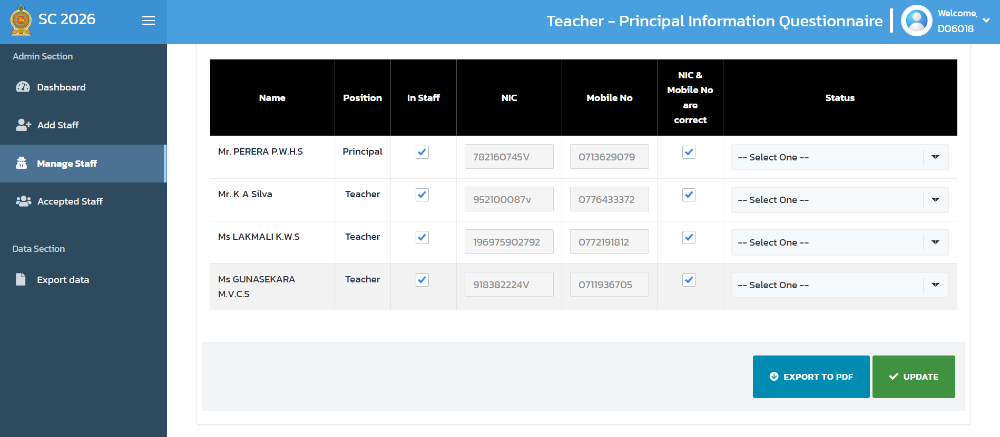 SC 2026
Teacher - Principal Information Questionnaire
Welcome,
D06018
Admin Section
Dashboard
Add Staff
Manage Staff
Accepted Staff
Data Section
Export data
Name
Position
In Staff
NIC
Mobile No
NIC &
Mobile No
are
correct
Status
Mr. PERERA P.W.H.S
Principal
782160745V
0713629079
-- Select One --
Mr. K A Silva
Teacher
952100087v
0776433372
-- Select One --
Ms LAKMALI K.W.S
Teacher
196975902792
0772191812
-- Select One --
Ms GUNASEKARA
M.V.C.S
Teacher
918382224V
0711936705
-- Select One --
EXPORT TO PDF
UPDATE